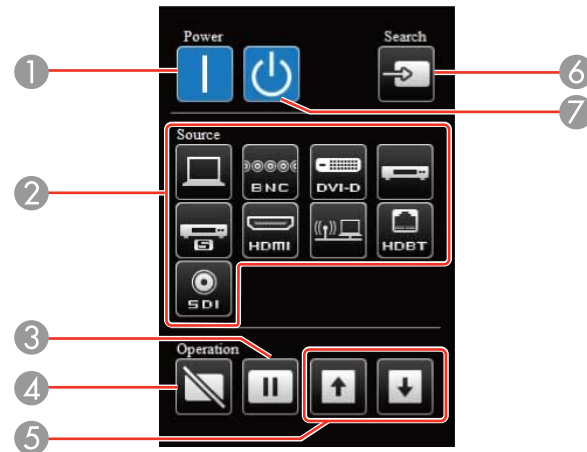 Power
Search
1
6
7
Source
BNC
DVI-D
2
S
HDMI
HDBT
SDI
3
Operation
4
5